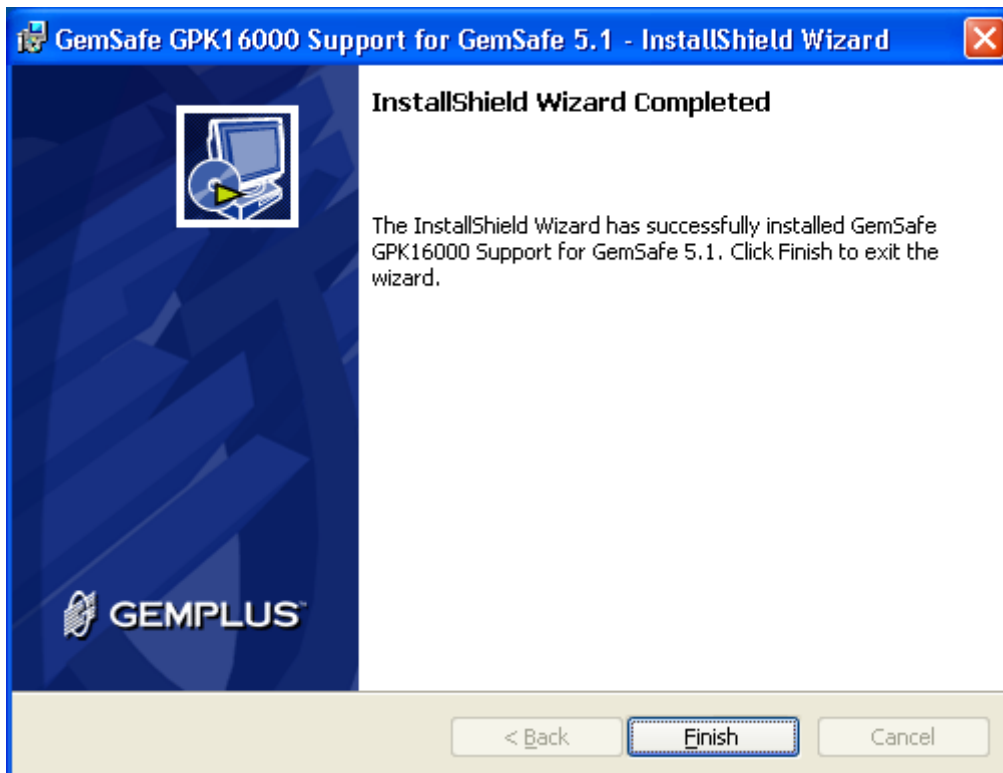 GemSafe GPK16000 Support for GemSafe 5.1 - InstallShield Wizard
InstallShield Wizard Completed
The InstallShield Wizard has successfully installed GemSafe
GPK16000 Support for GemSafe 5.1. Click Finish to exit the
wizard.
GEMPLUS™
< Back
Finish
Cancel